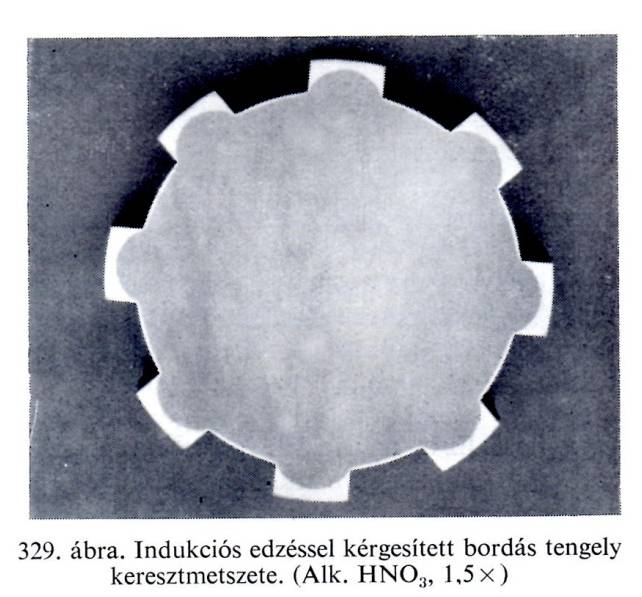 329. ábra. Indukciós edzéssel kérgesített bordás tengely
keresztmetszete. (Alk. HNO₃, 1,5×)